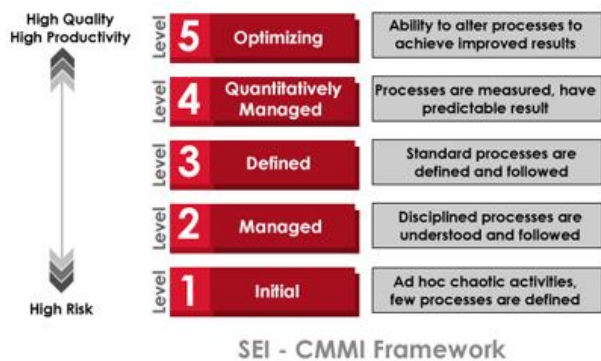 High Quality
High Productivity
Level
5
Optimizing
Ability to alter processes to
achieve improved results
Level
4
Quantitatively
Managed
Processes are measured, have
predictable result
Level
3
Defined
Standard processes are
defined and followed
Level
2
Managed
Disciplined processes are
understood and followed
Level
1
Initial
Ad hoc chaotic activities,
few processes are defined
High Risk
SEI - CMMI Framework